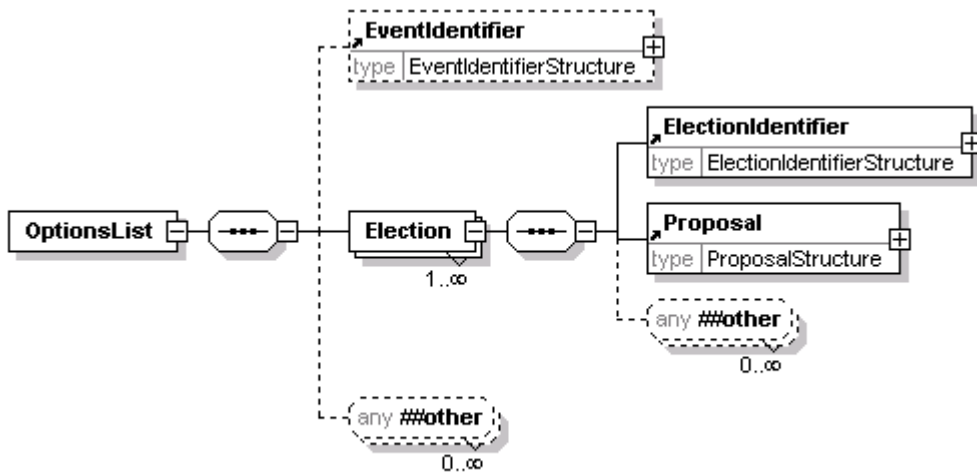 EventIdentifier
type EventIdentifierStructure
ElectionIdentifier
type ElectionIdentifierStructure
OptionsList
Election
1..∞
Proposal
type ProposalStructure
any ##other
0..∞
any ##other
0..∞